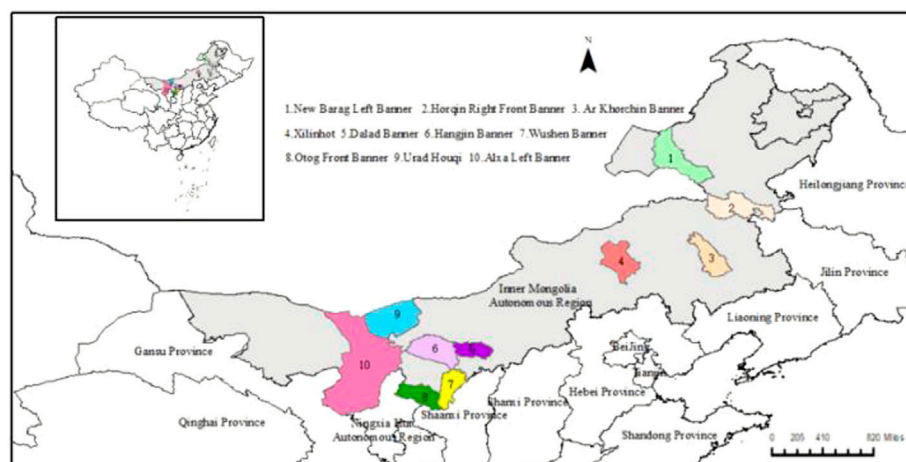 N
1.New Barag Left Banner 2.Horqin Right Front Banner 3. Ar Khorchin Banner
4.Xilinhot 5.Dalad Banner 6.Hangjin Banner 7.Wushen Banner
8.Otog Front Banner 9.Urad Houqi 10.Alxa Left Banner
1
Heilongjiang Province
2
3
4
Jilin Province
Inner Mongolia
Autonomous Region
Liaoning Province
9
Gansu Province
6
5
BeiJing
10
7
8
Hebei Province
Shanxi Province
Shaanxi Province
Qinghai Province
Ningxia Hui
Autonomous Region
Shandong Province
0 205 410 820 Miles